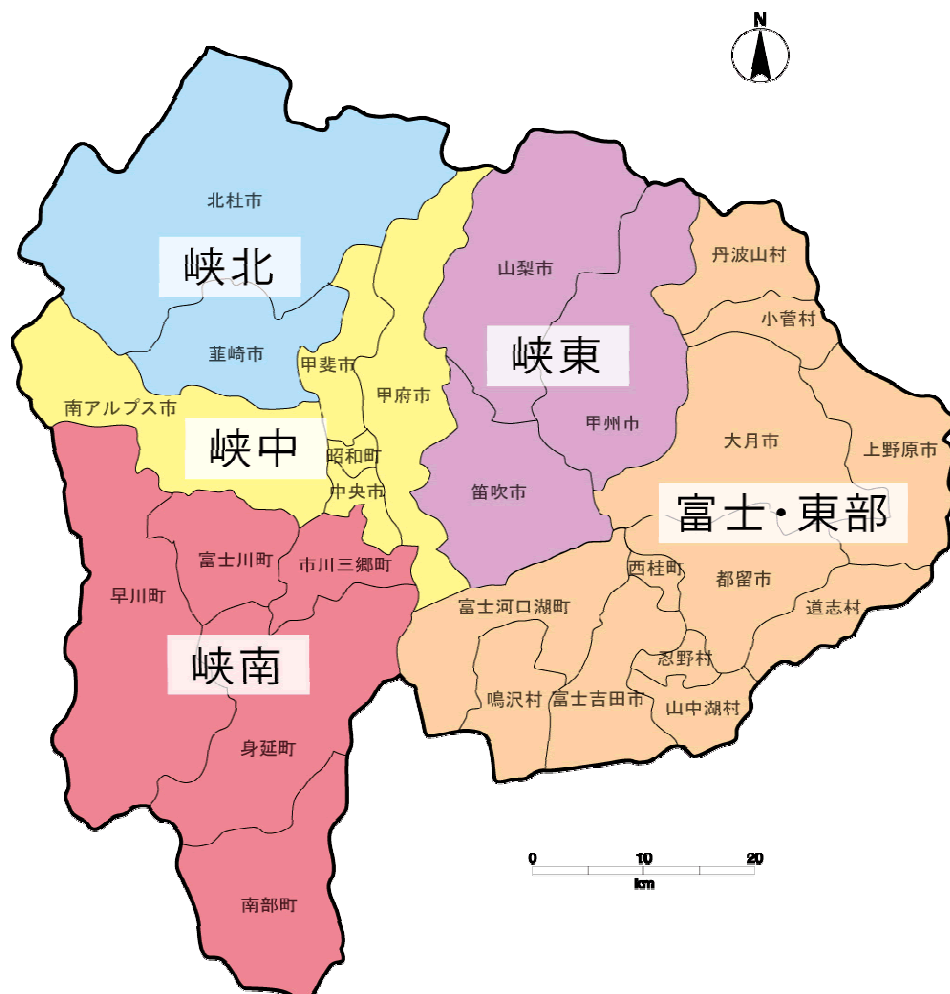 N
北杜市
丹波山村
峡北
山梨市
小菅村
韮崎市
甲斐市
峡東
甲府市
南アルプス市
甲州市
大月市
上野原市
峡中
昭和町
中央市
笛吹市
富士・東部
富士川町
市川三郷町
西桂町
都留市
早川町
富士河口湖町
道志村
峡南
忍野村
鳴沢村
富士吉田市
山中湖村
身延町
0 10 20
km
南部町